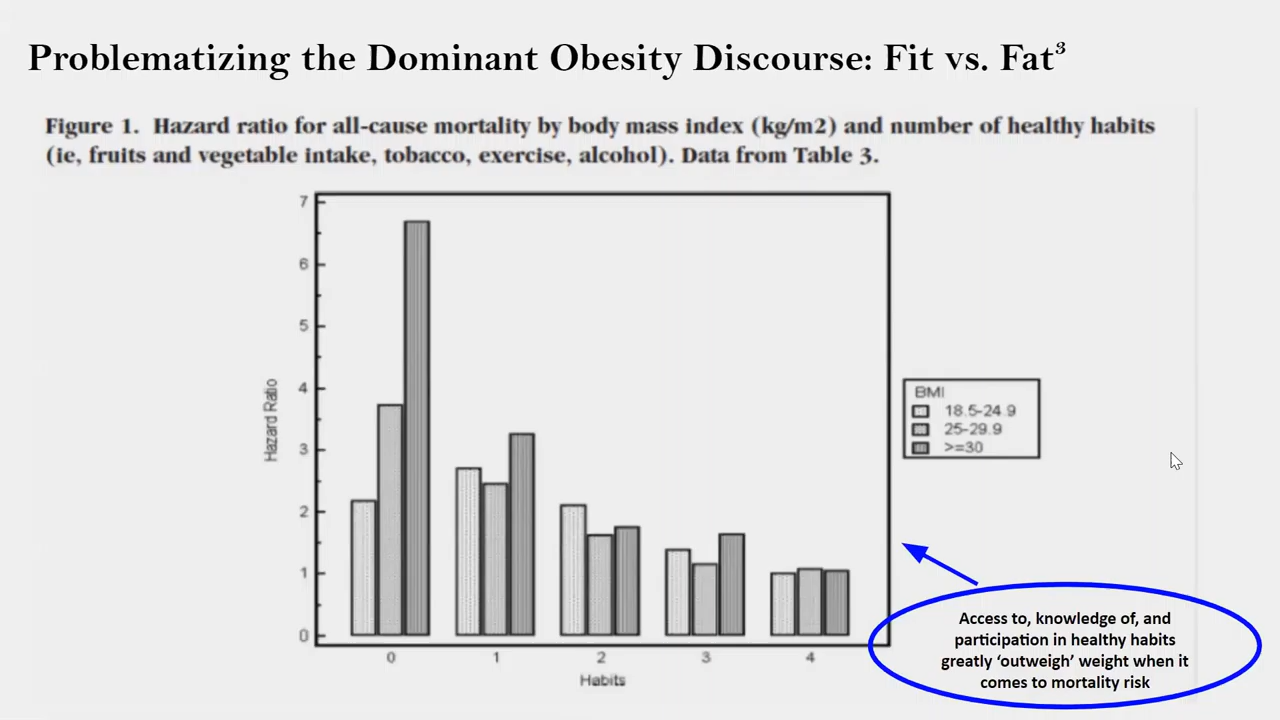 Problematizing the Dominant Obesity Discourse: Fit vs. Fat³
Figure 1. Hazard ratio for all-cause mortality by body mass index (kg/m2) and number of healthy habits
(ie, fruits and vegetable intake, tobacco, exercise, alcohol). Data from Table 3.
7
6
5
4
3
2
1
0
Hazard Ratio
0 1 2 3 4
Habits
BMI
18.5-24.9
25-29.9
>=30
Access to, knowledge of, and
participation in healthy habits
greatly ‘outweigh’ weight when it
comes to mortality risk